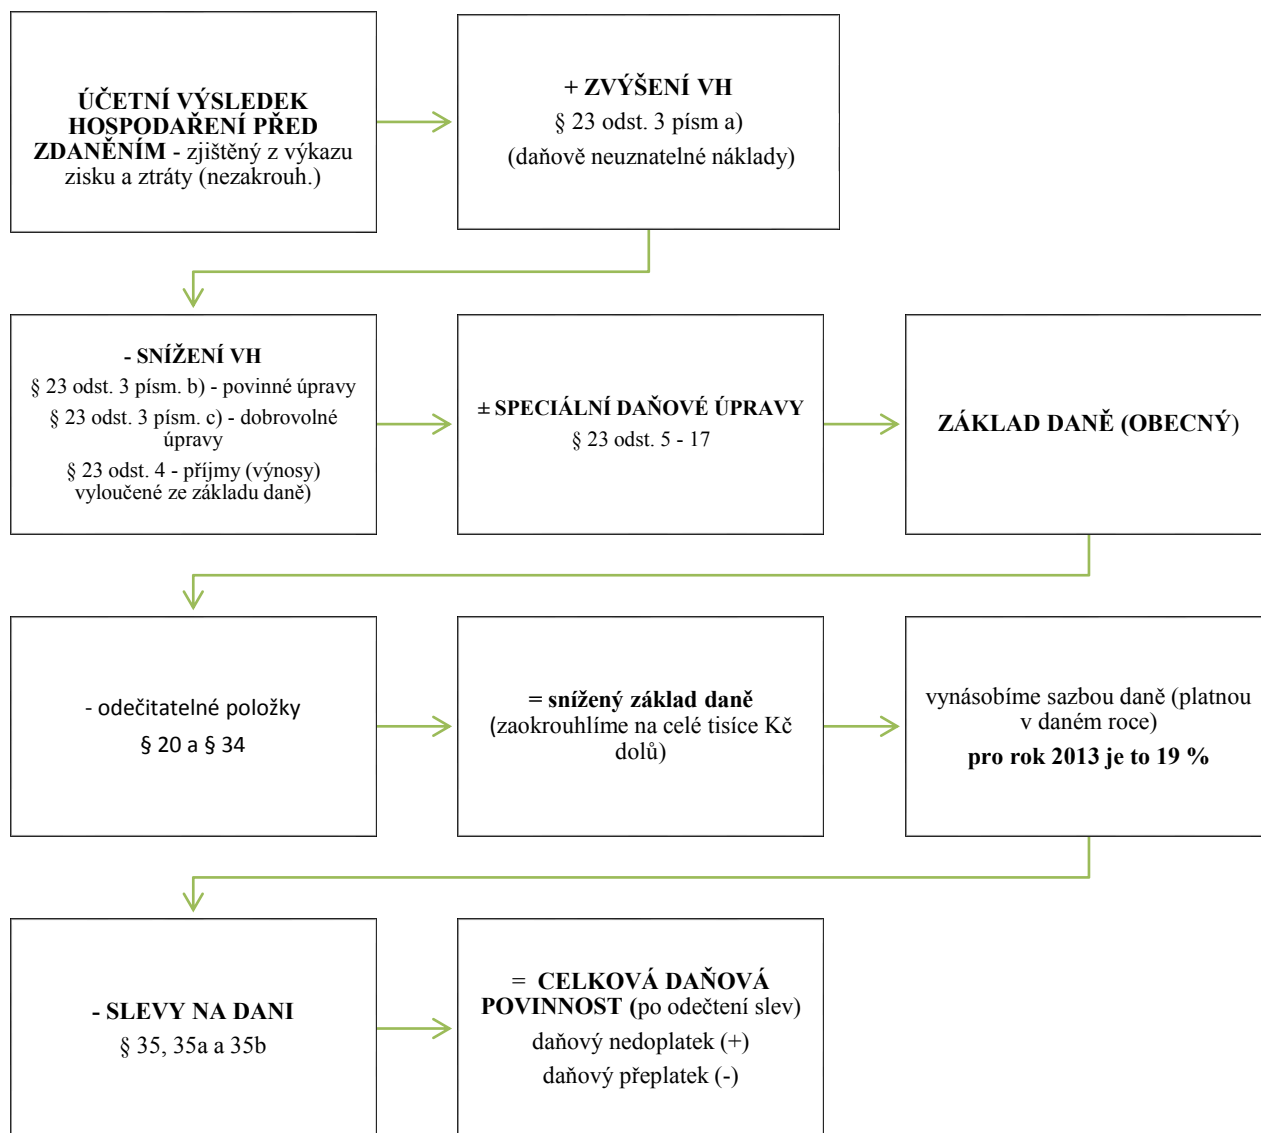 ÚČETNÍ VÝSLEDEK
HOSPODAŘENÍ PŘED
ZDANĚNÍM - zjištěný z výkazu
zisku a ztráty (nezakrouh.)
+ ZVÝŠENÍ VH
§ 23 odst. 3 písm a)
(daňově neuznatelné náklady)
- SNÍŽENÍ VH
§ 23 odst. 3 písm. b) - povinné úpravy
§ 23 odst. 3 písm. c) - dobrovolné
úpravy
§ 23 odst. 4 - příjmy (výnosy)
vyloučené ze základu daně)
± SPECIÁLNÍ DAŇOVÉ ÚPRAVY
§ 23 odst. 5 - 17
ZÁKLAD DANĚ (OBECNÝ)
- odečitatelné položky
§ 20 a § 34
= snížený základ daně
(zaokrouhlíme na celé tisíce Kč
dolů)
vynásobíme sazbou daně (platnou
v daném roce)
pro rok 2013 je to 19 %
- SLEVY NA DANI
§ 35, 35a a 35b
= CELKOVÁ DAŇOVÁ
POVINNOST (po odečtení slev)
daňový nedoplatek (+)
daňový přeplatek (-)